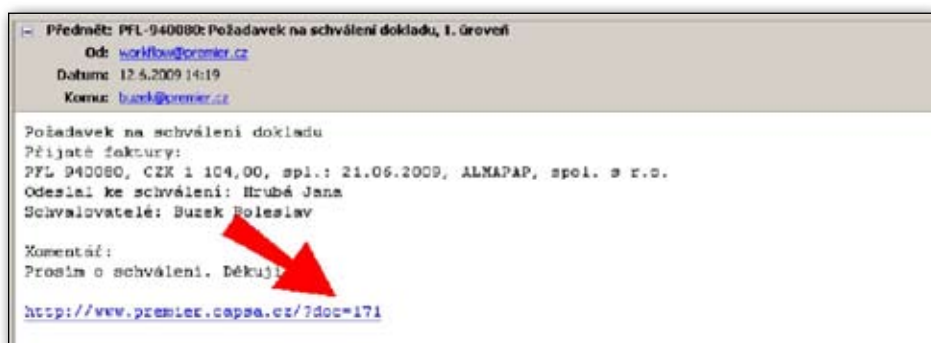 Předmět: PFL-940080: Požadavek na schválení dokladu, 1. úroveň
Od: workflow@premier.cz
Datum: 12.6.2009 14:19
Komu: buzek@premier.cz
Požadavek na schválení dokladu
Přijaté faktury:
PFL 940080, CZK 1 104,00, spl.: 21.06.2009, ALMAPAP, spol. s r.o.
Odeslal ke schválení: Hrubá Jana
Schvalovatelé: Buzek Boleslav
Komentář:
Prosím o schválení. Děkuji
http://www.premier.capsa.cz/?doc=171